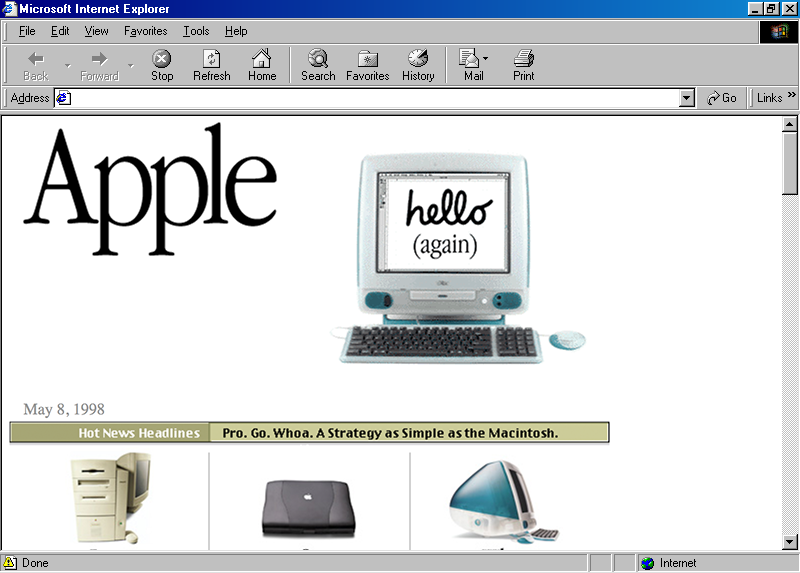 Microsoft Internet Explorer
File Edit View Favorites Tools Help
Back Forward Stop Refresh Home Search Favorites History Mail Print
Address Go Links »
Apple
hello
(again)
May 8, 1998
Hot News Headlines Pro. Go. Whoa. A Strategy as Simple as the Macintosh.
Done Internet